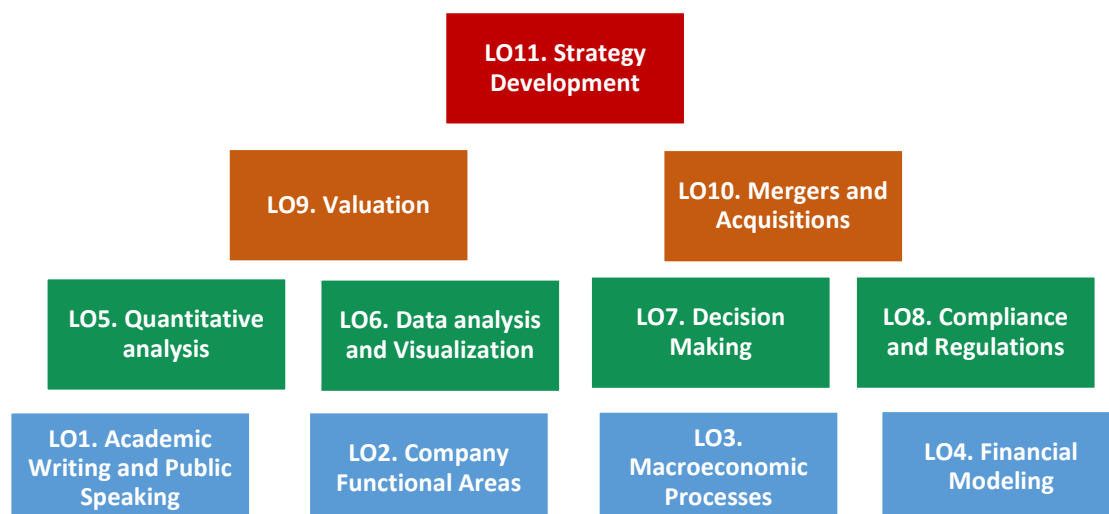 LO11. Strategy
Development
LO9. Valuation
LO10. Mergers and
Acquisitions
LO5. Quantitative
analysis
LO6. Data analysis
and Visualization
LO7. Decision
Making
LO8. Compliance
and Regulations
LO1. Academic
Writing and Public
Speaking
LO2. Company
Functional Areas
LO3.
Macroeconomic
Processes
LO4. Financial
Modeling